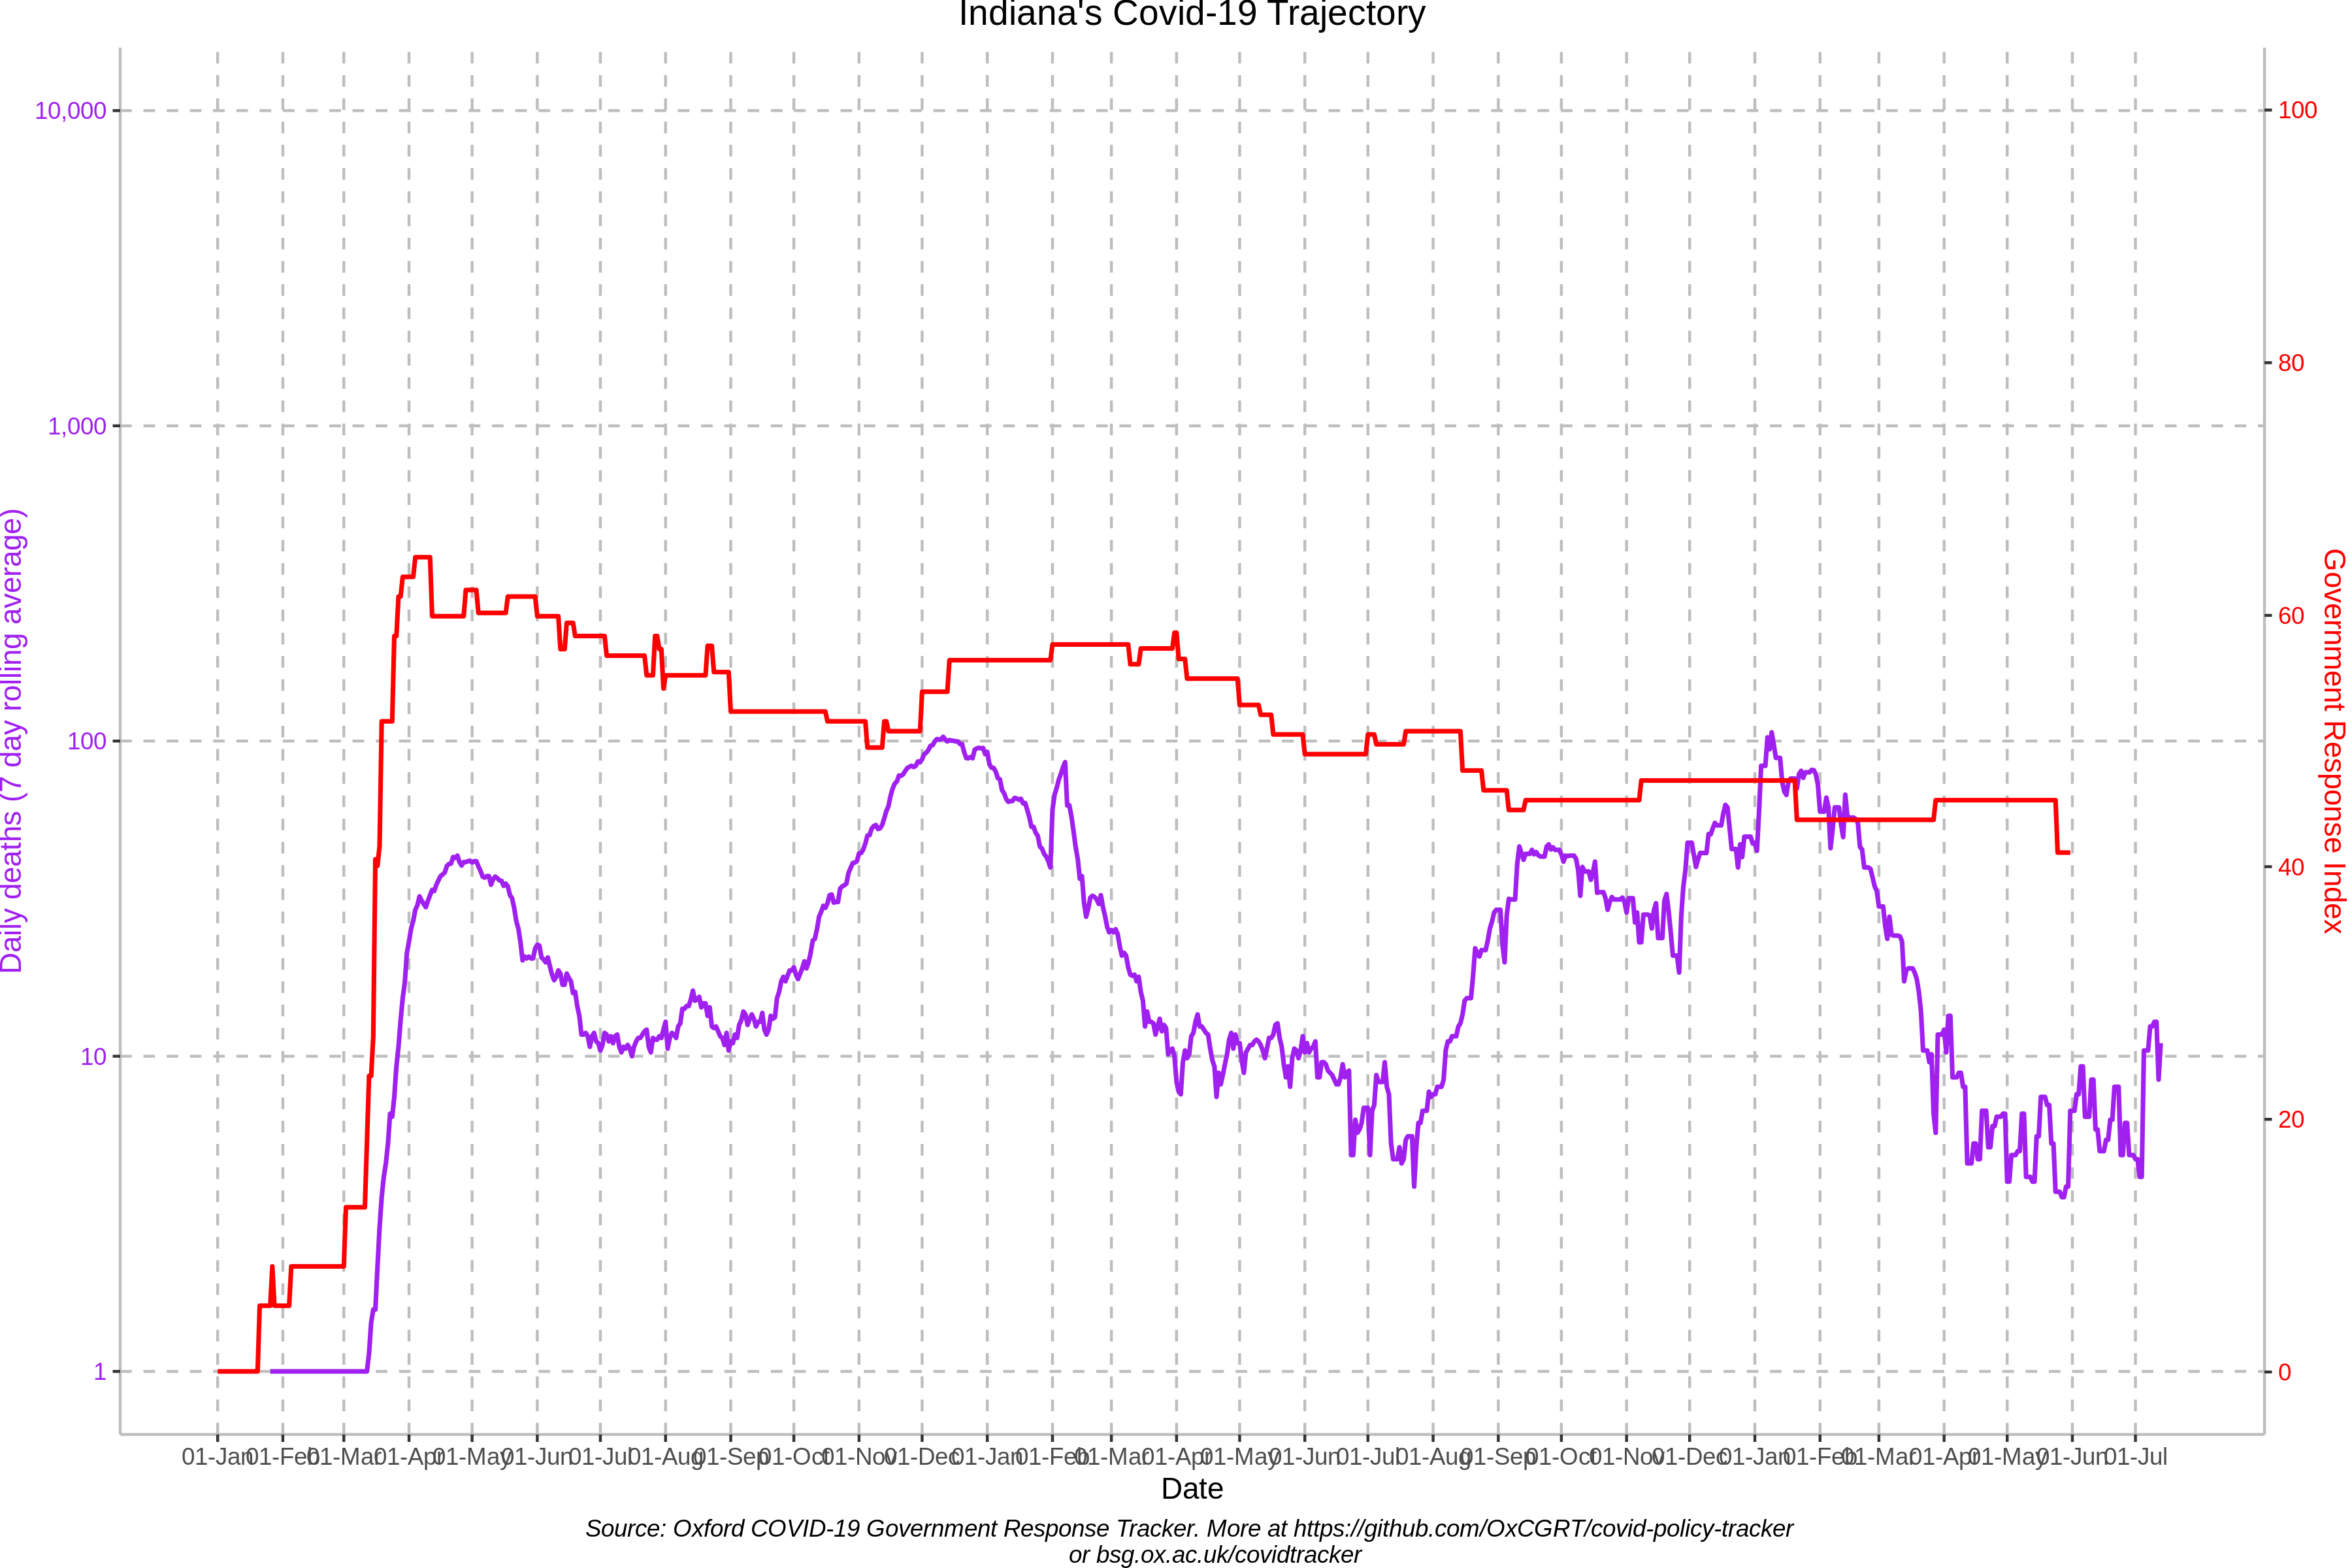 Indiana's Covid-19 Trajectory
10,000
1,000
100
10
1
Daily deaths (7 day rolling average)
100
80
60
40
20
0
Government Response Index
01-Jan 01-Feb 01-Mar 01-Apr 01-May 01-Jun 01-Jul 01-Aug 01-Sep 01-Oct 01-Nov 01-Dec 01-Jan 01-Feb 01-Mar 01-Apr 01-May 01-Jun 01-Jul 01-Aug 01-Sep 01-Oct 01-Nov 01-Dec 01-Jan 01-Feb 01-Mar 01-Apr 01-May 01-Jun 01-Jul
Date
Source: Oxford COVID-19 Government Response Tracker. More at https://github.com/OxCGRT/covid-policy-tracker
or bsg.ox.ac.uk/covidtracker